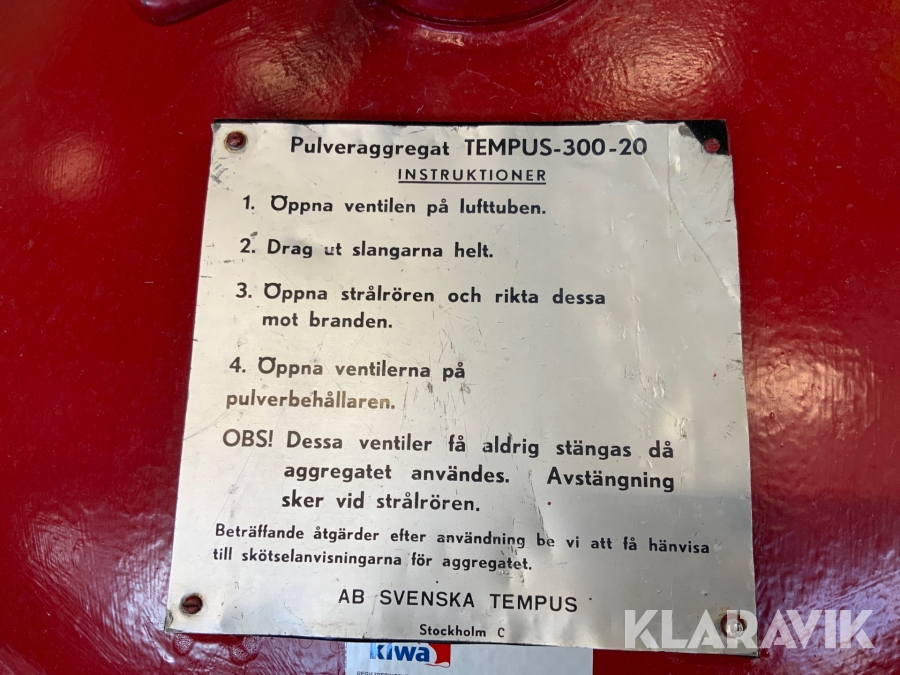 Pulveraggregat TEMPUS-300-20
INSTRUKTIONER
1. Öppna ventilen på lufttuben.
2. Drag ut slangarna helt.
3. Öppna strålrören och rikta dessa
mot branden.
4. Öppna ventilerna på
pulverbehållaren.
OBS! Dessa ventiler få aldrig stängas då
aggregatet användes. Avstängning
sker vid strålrören.
Beträffande åtgärder efter användning be vi att få hänvisa
till skötselanvisningarna för aggregatet.
AB SVENSKA TEMPUS
Stockholm C
KLARAVIK
kiwa